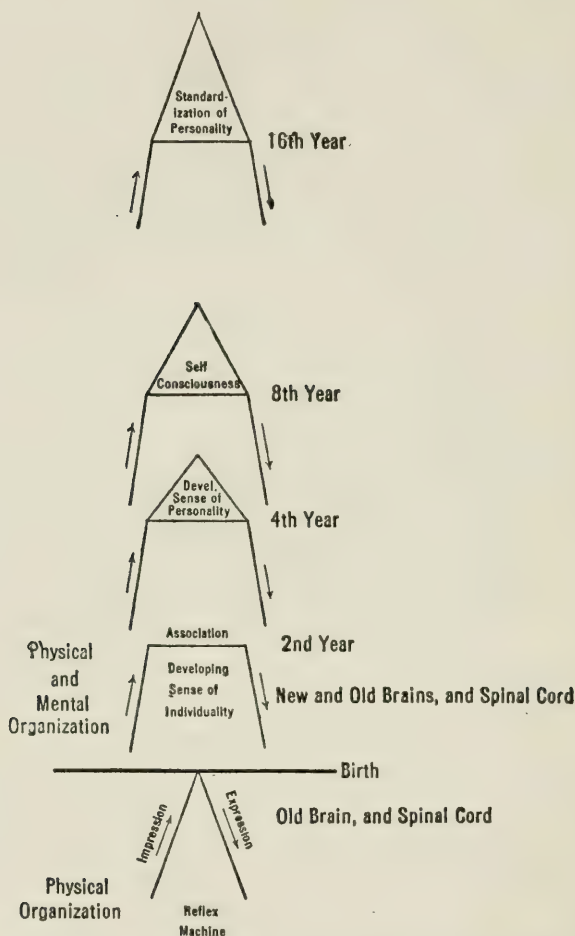 Standard-
ization of
Personality
16th Year
Self
Consciousness
8th Year
Devel.
Sense of
Personality
4th Year
Association
2nd Year
Physical
and
Mental
Organization
Developing
Sense of
Individuality
New and Old Brains, and Spinal Cord
Birth
Impression
Expression
Old Brain, and Spinal Cord
Physical
Organization
Reflex
Machine